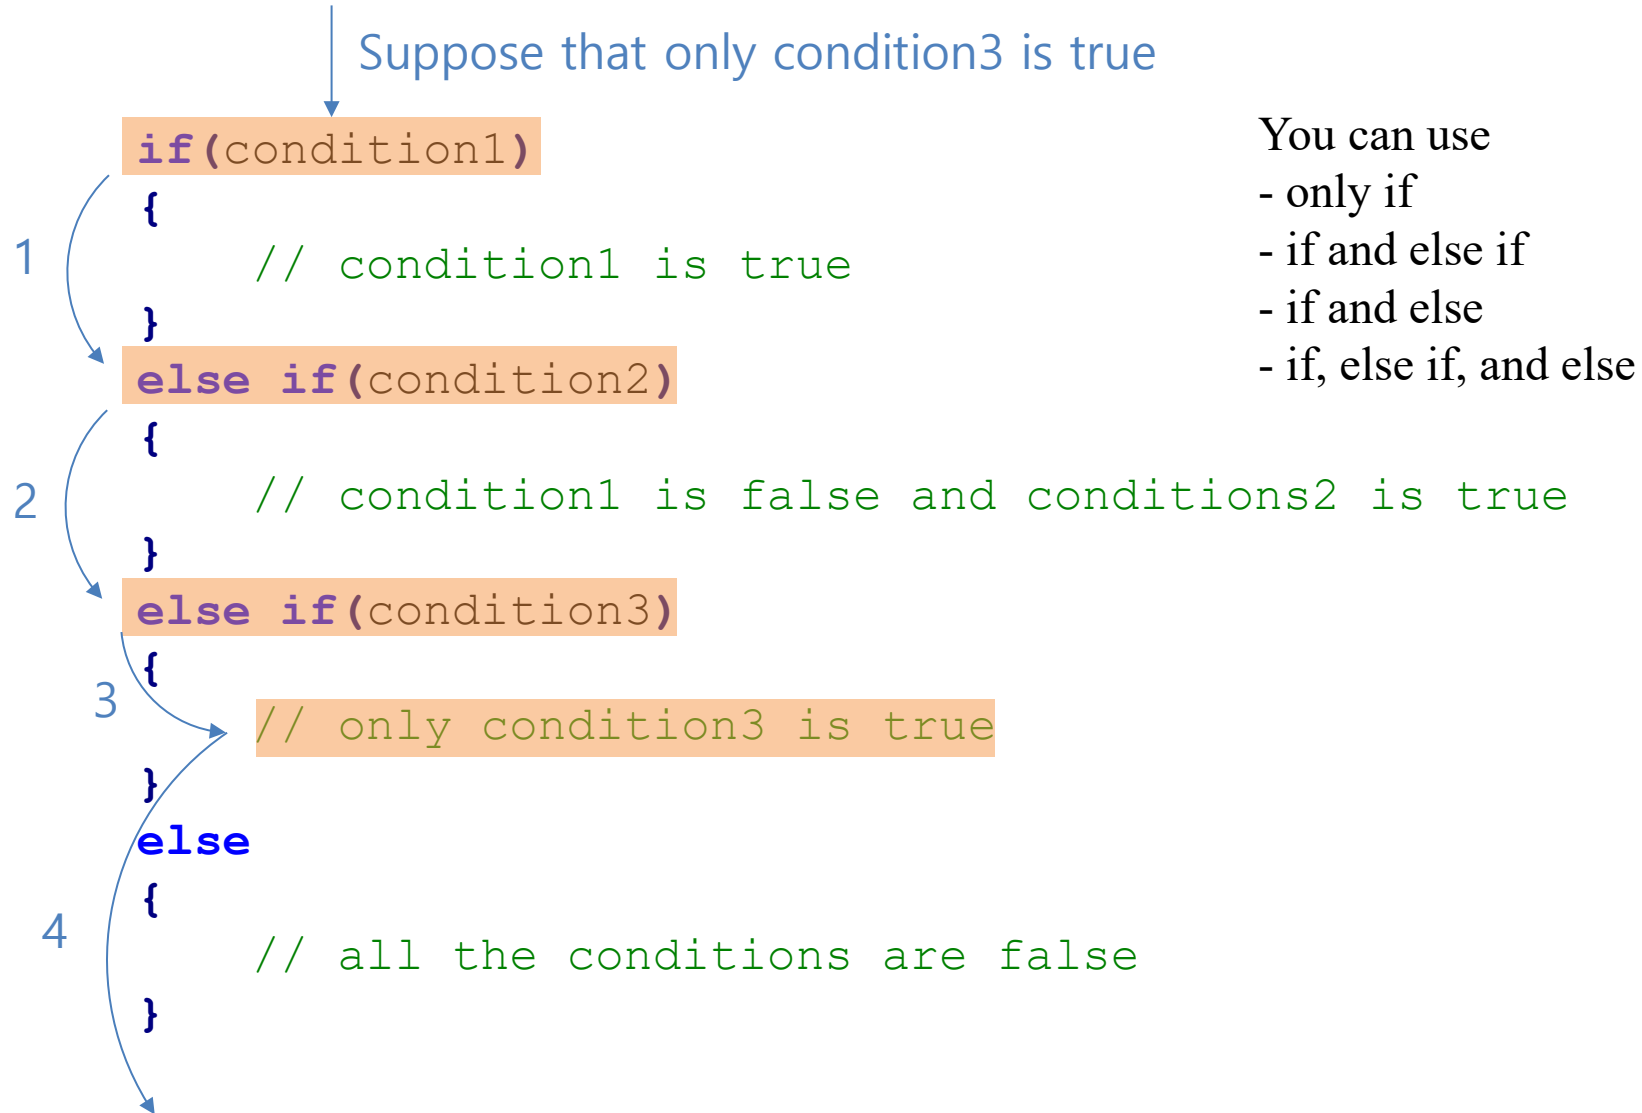 Suppose that only condition3 is true
if(condition1)
{
// condition1 is true
}
else if(condition2)
{
// condition1 is false and conditions2 is true
}
else if(condition3)
{
// only condition3 is true
}
else
{
// all the conditions are false
}
1
2
3
4
You can use
- only if
- if and else if
- if and else
- if, else if, and else